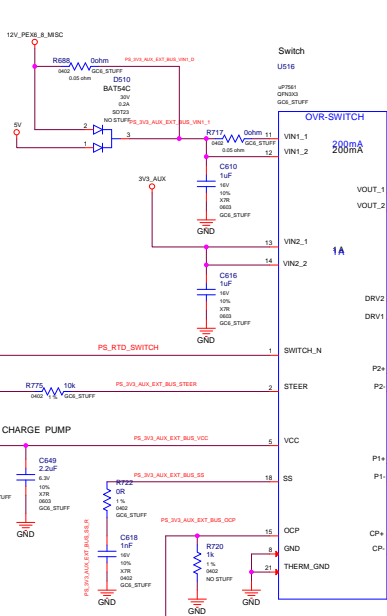 12V_PEX6_8_MISC
R688
0ohm
PS_3V3_AUX_EXT_BUS_VIN1_D
0402
GC6_STUFF
0.05 ohm
D510
BAT54C
30V
0.2A
SOT23
NO STUFF
PS_3V3_AUX_EXT_BUS_VIN1_1
5V
2
1
3
R717
0ohm
0402
GC6_STUFF
0.05 ohm
11
12
Switch
U516
uP7561
QFN3X3
GC6_STUFF
OVR-SWITCH
VIN1_1
200mA
VIN1_2
200mA
C610
1uF
16V
10%
X7R
0603
GC6_STUFF
GND
3V3_AUX
VOUT_1
VOUT_2
13
VIN2_1
1A
1A
14
VIN2_2
C616
1uF
16V
10%
X7R
0603
GC6_STUFF
GND
DRV2
DRV1
PS_RTD_SWITCH
1
SWITCH_N
P2+
R775
10k
PS_3V3_AUX_EXT_BUS_STEER
2
STEER
P2-
0402
1 %
GC6_STUFF
CHARGE PUMP
PS_3V3_AUX_EXT_BUS_VCC
5
VCC
P1+
C649
2.2uF
6.3V
10%
X7R
0603
GC6_STUFF
TUFF
GND
PS_3V3_AUX_EXT_BUS_SS
18
SS
P1-
R722
0R
1 %
0402
GC6_STUFF
PS_3V3_AUX_EXT_BUS_SS_R
C618
1nF
16V
10%
X7R
0402
GC6_STUFF
GND
PS_3V3_AUX_EXT_BUS_OCP
15
OCP
CP+
R720
1k
1 %
0402
NO STUFF
GND
8
GND
CP-
21
THERM_GND
GND